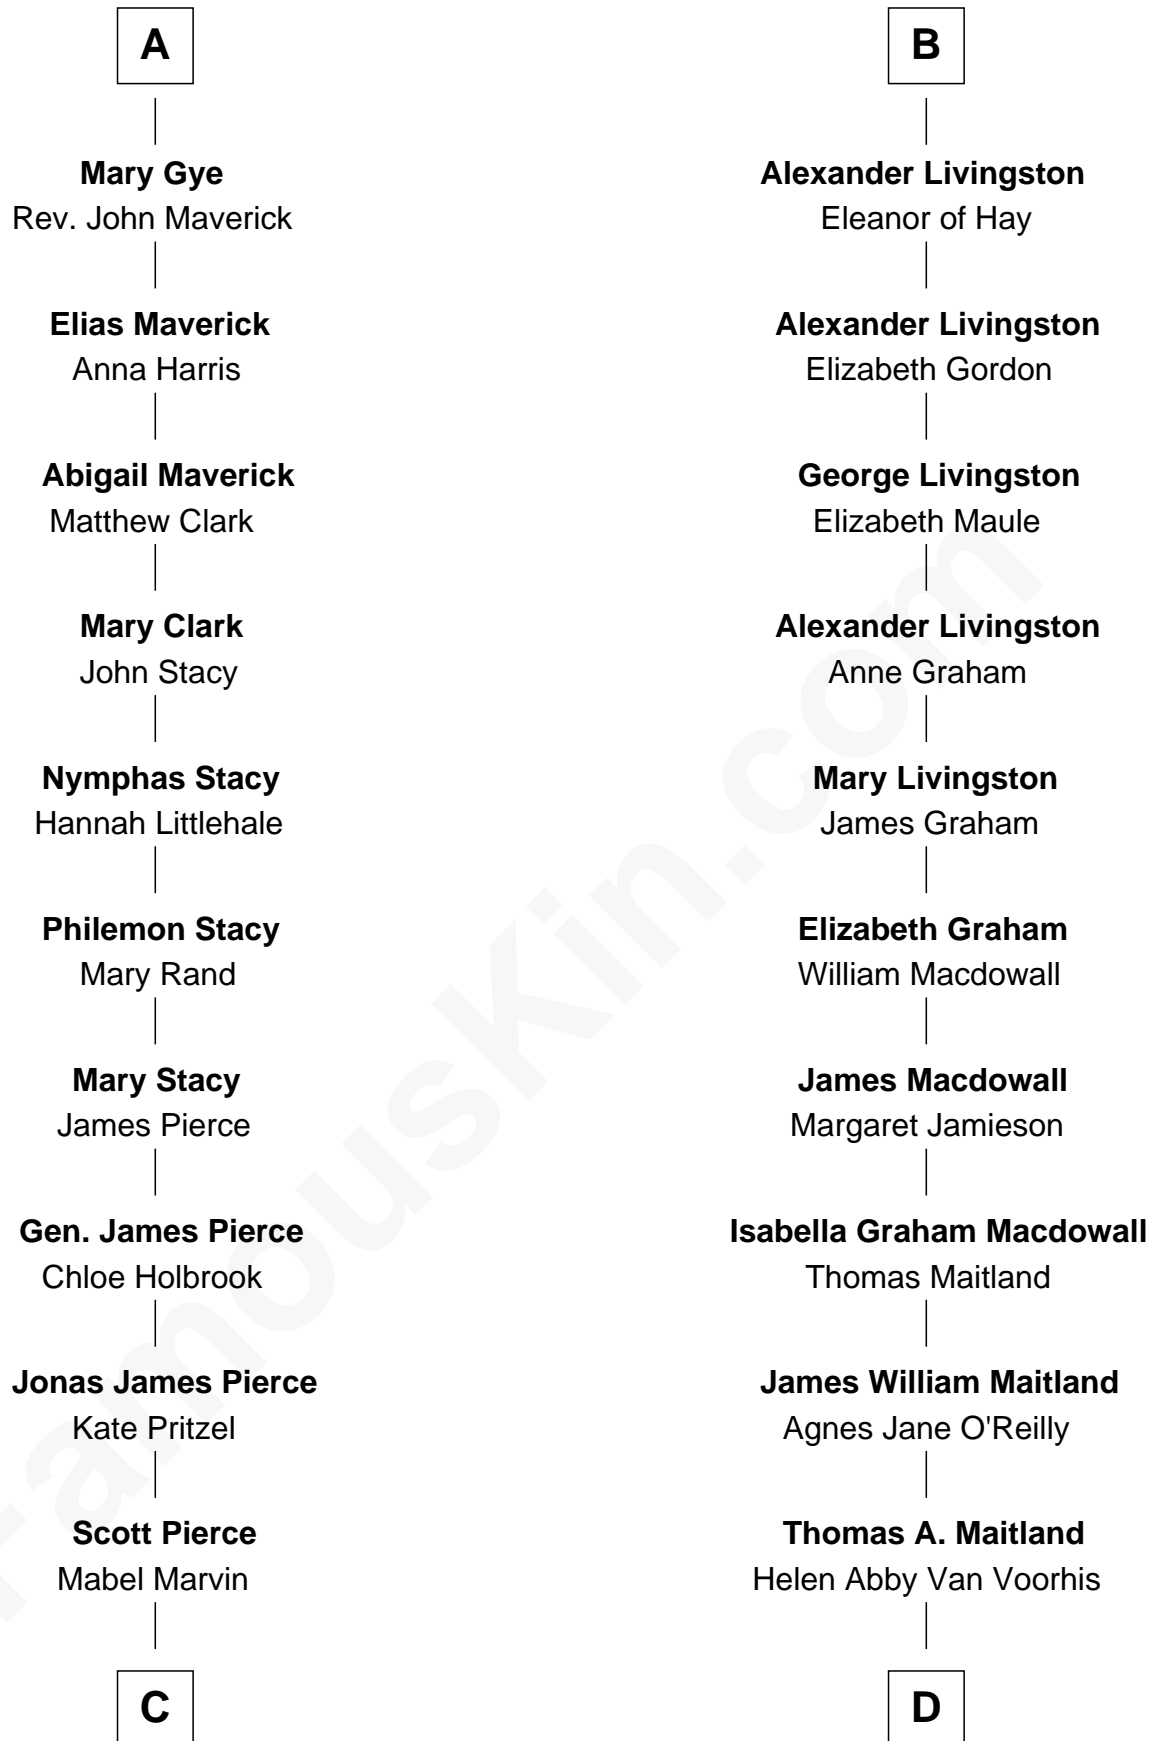 A
Mary Gye
Rev. John Maverick
Elias Maverick
Anna Harris
Abigail Maverick
Matthew Clark
Mary Clark
John Stacy
Nymphas Stacy
Hannah Littlehale
Philemon Stacy
Mary Rand
Mary Stacy
James Pierce
Gen. James Pierce
Chloe Holbrook
Jonas James Pierce
Kate Pritzel
Scott Pierce
Mabel Marvin
C
B
Alexander Livingston
Eleanor of Hay
Alexander Livingston
Elizabeth Gordon
George Livingston
Elizabeth Maule
Alexander Livingston
Anne Graham
Mary Livingston
James Graham
Elizabeth Graham
William Macdowall
James Macdowall
Margaret Jamieson
Isabella Graham Macdowall
Thomas Maitland
James William Maitland
Agnes Jane O'Reilly
Thomas A. Maitland
Helen Abby Van Voorhis
D
FamousKin.com